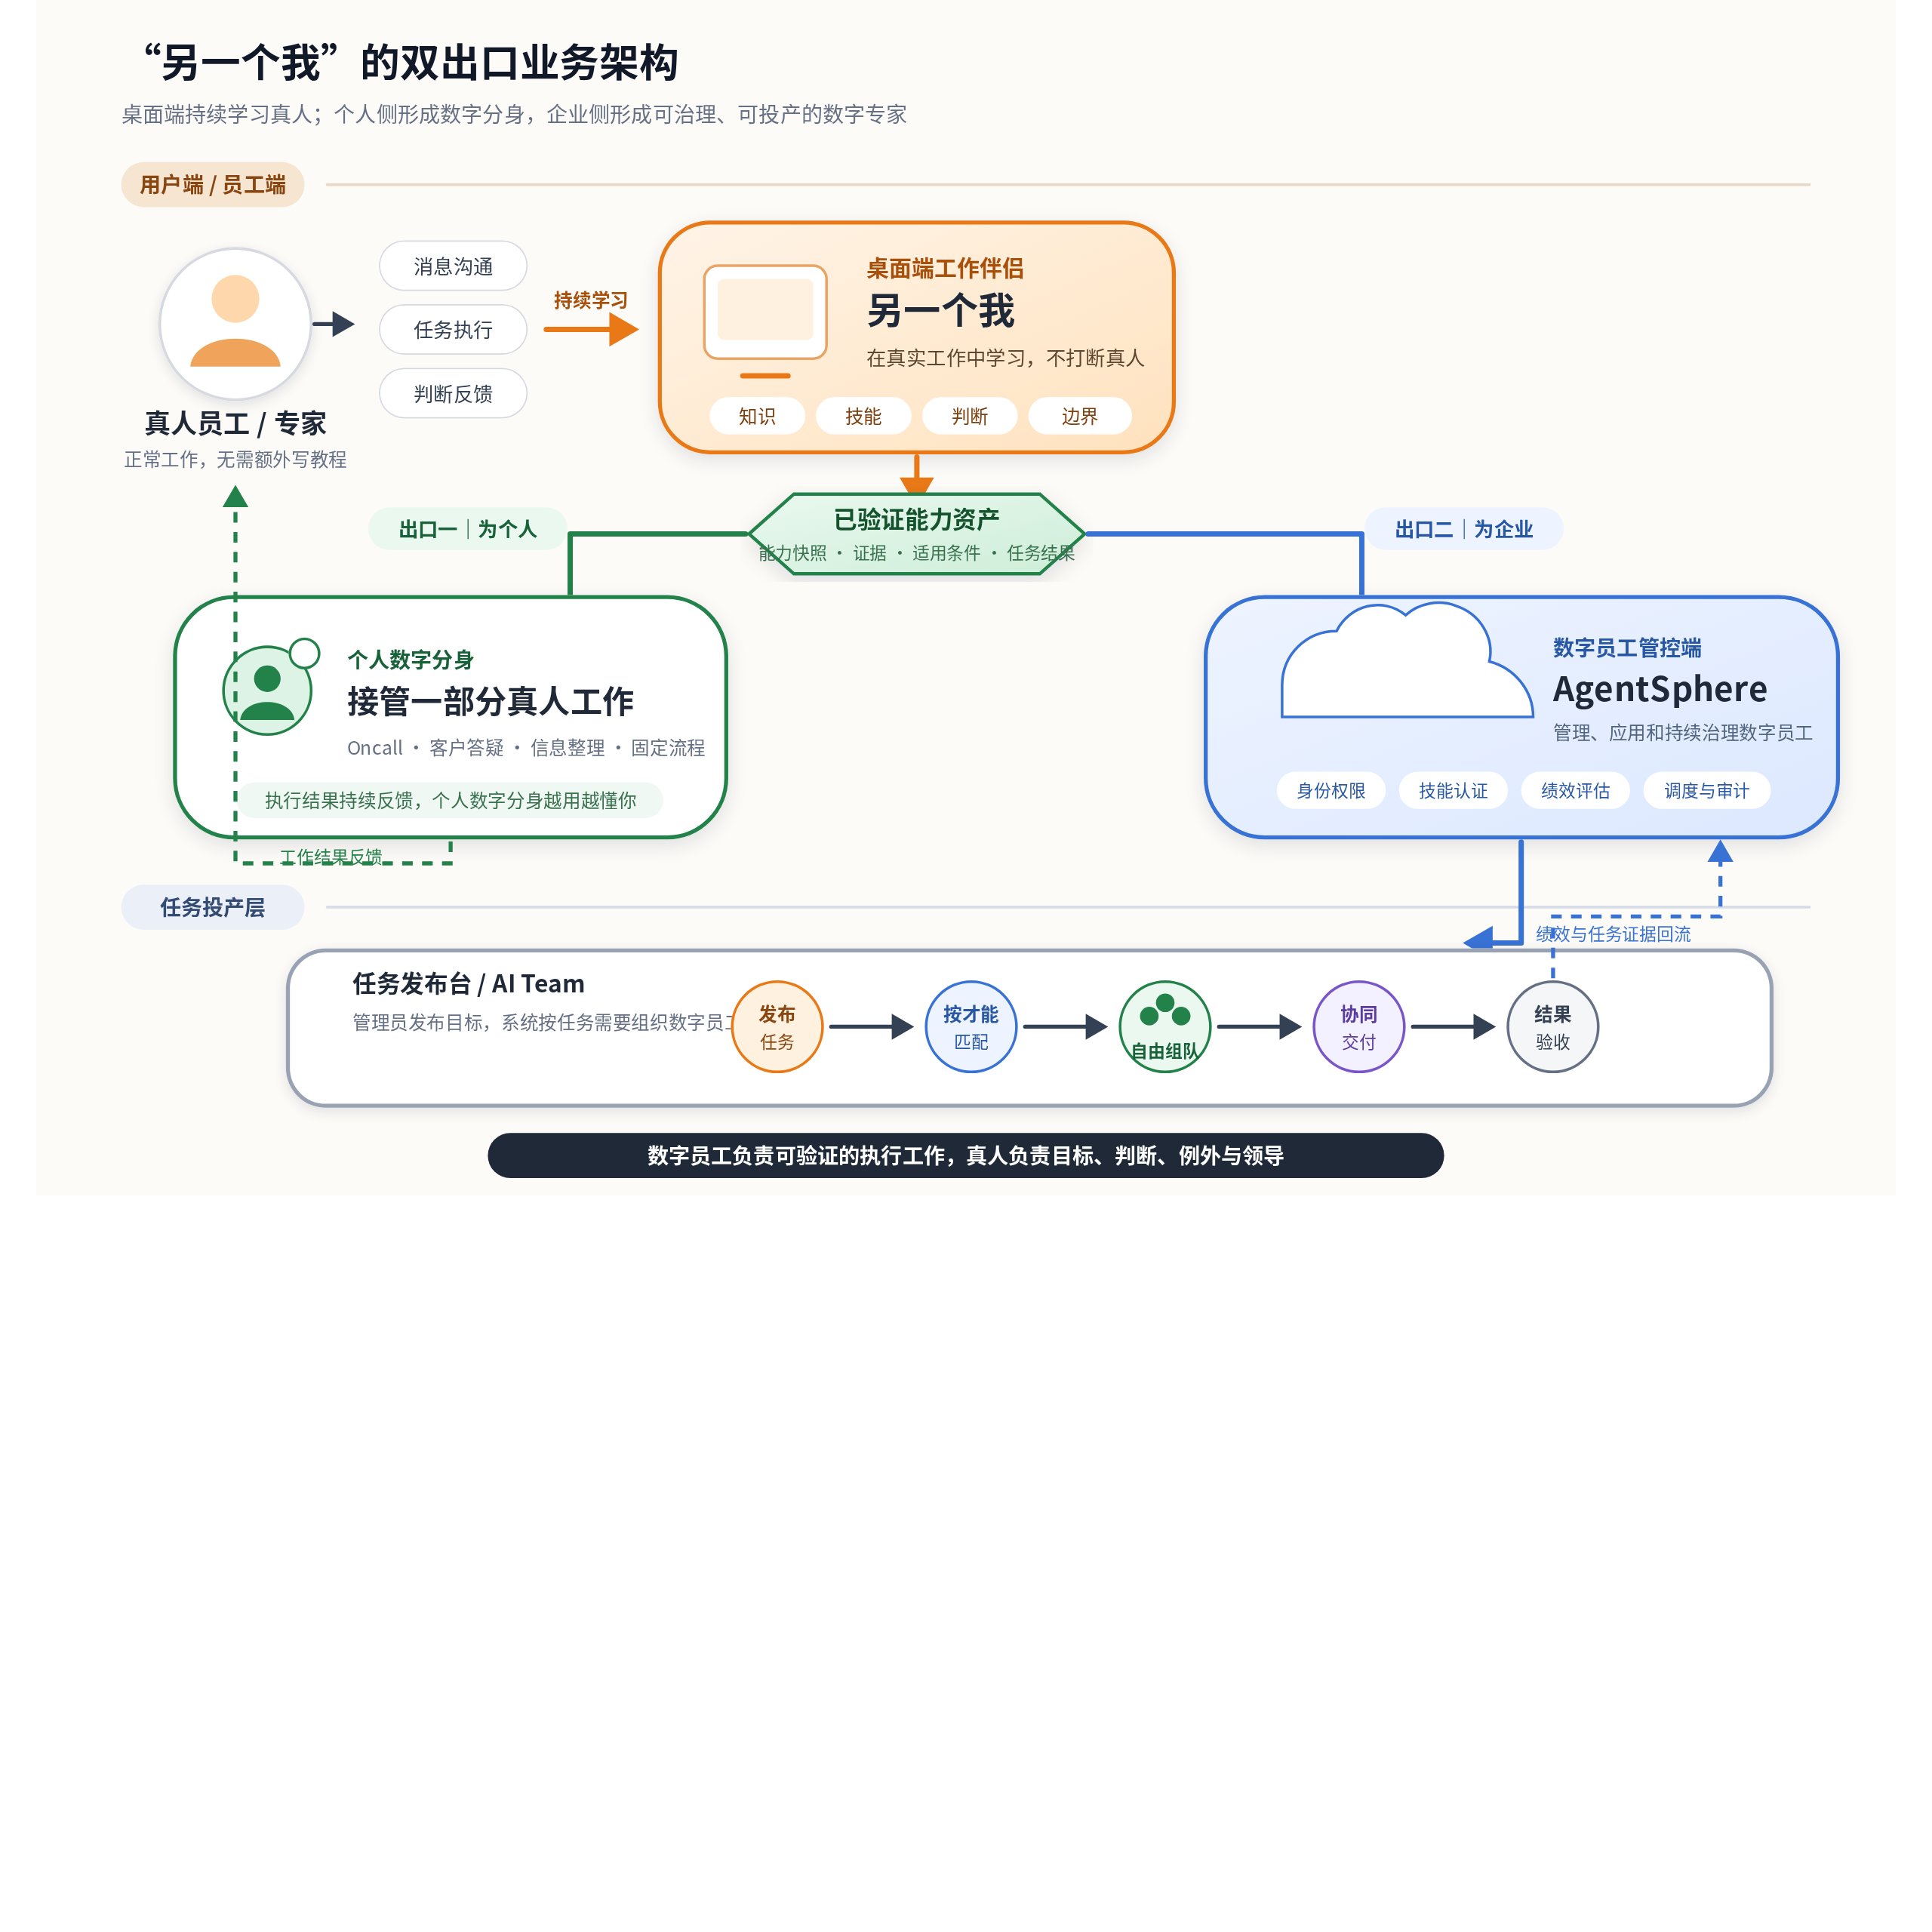 “另一个我”的双出口业务架构
桌面端持续学习真人；个人侧形成数字分身，企业侧形成可治理、可投产的数字专家
用户端 / 员工端
消息沟通
任务执行
判断反馈
持续学习
真人员工 / 专家
正常工作，无需额外写教程
桌面端工作伴侣
另一个我
在真实工作中学习，不打断真人
知识
技能
判断
边界
出口一｜为个人
已验证能力资产
能力快照 · 证据 · 适用条件 · 任务结果
出口二｜为企业
个人数字分身
接管一部分真人工作
Oncall · 客户答疑 · 信息整理 · 固定流程
执行结果持续反馈，个人数字分身越用越懂你
工作结果反馈
数字员工管控端
AgentSphere
管理、应用和持续治理数字员工
身份权限
技能认证
绩效评估
调度与审计
任务投产层
绩效与任务证据回流
任务发布台 / AI Team
管理员发布目标，系统按任务需要组织数字员
发布
任务
按才能
匹配
自由组队
协同
交付
结果
验收
数字员工负责可验证的执行工作，真人负责目标、判断、例外与领导